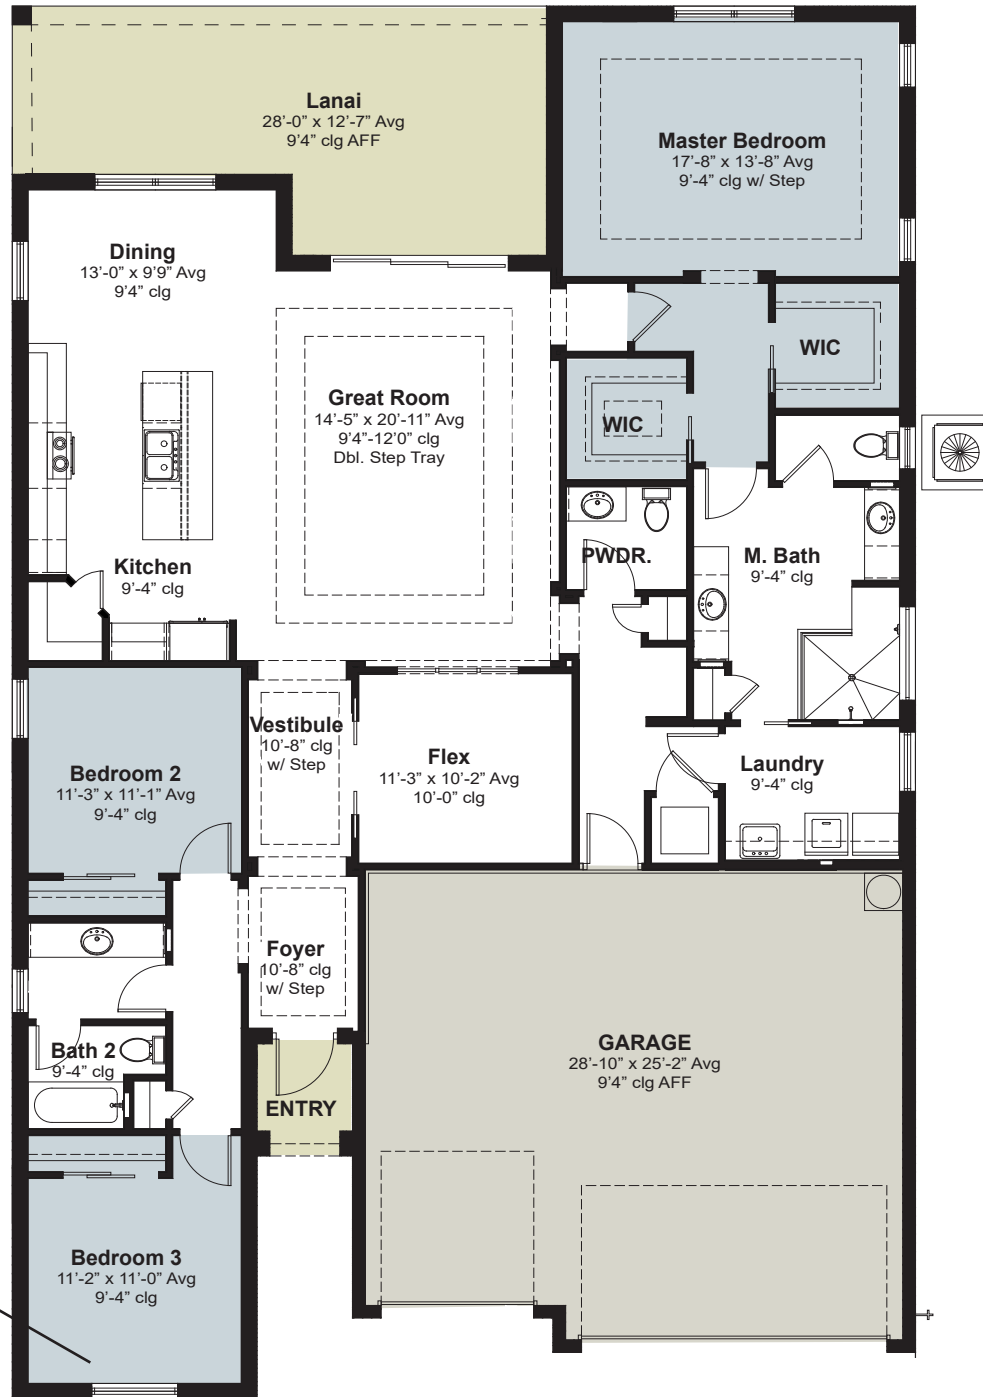 Lanai
28'-0” x 12'-7” Avg
9'4” clg AFF
Master Bedroom
17'-8” x 13'-8” Avg
9'-4” clg w/ Step
Dining
13'-0” x 9'9” Avg
9'4” clg
WIC
Great Room
14'-5” x 20'-11” Avg
9'4”-12'0” clg
Dbl. Step Tray
WIC
Kitchen
9'-4” clg
PWDR.
M. Bath
9'-4” clg
Vestibule
10'-8” clg
w/ Step
Flex
11'-3” x 10'-2” Avg
10'-0” clg
Laundry
9'-4” clg
Bedroom 2
11'-3” x 11'-1” Avg
9'-4” clg
Foyer
10'-8” clg
w/ Step
Bath 2
9'-4” clg
GARAGE
28'-10” x 25'-2” Avg
9'4” clg AFF
ENTRY
Bedroom 3
11'-2” x 11'-0” Avg
9'-4” clg